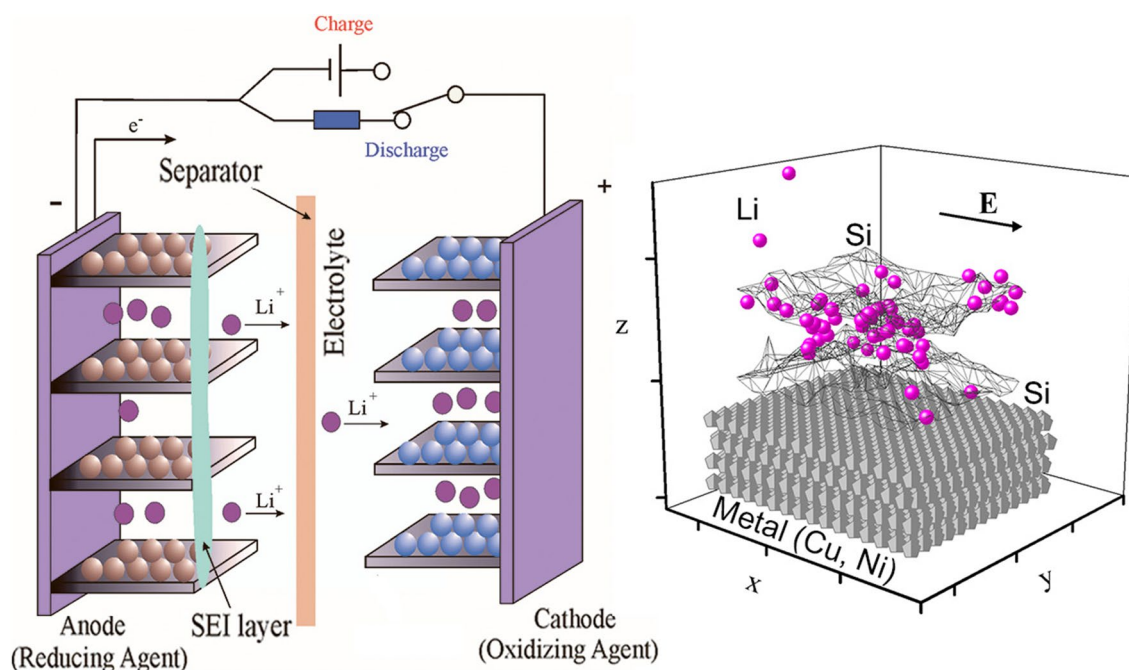 Charge
e-
Discharge
Separator
-
+
Electrolyte
Li+
Li+
Li+
Anode
(Reducing Agent)
SEI layer
Cathode
(Oxidizing Agent)
Li
Si
E
z
Si
Metal (Cu, Ni)
x
y